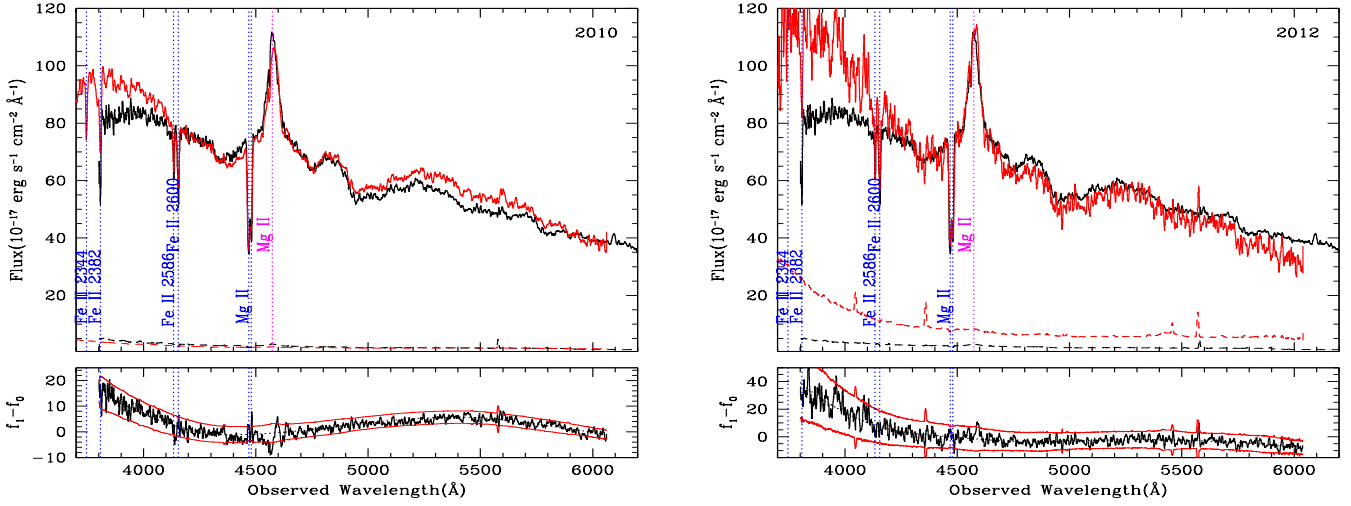 120
100
80
60
40
20
Flux(10⁻¹⁷ erg s⁻¹ cm⁻² Å⁻¹)
2010
Fe II 2344
Fe II 2382
Fe II 2586
Fe II 2600
Mg II
Mg II
20
10
0
−10
f₁−f₀
4000 4500 5000 5500 6000
Observed Wavelength(Å)
120
100
80
60
40
20
Flux(10⁻¹⁷ erg s⁻¹ cm⁻² Å⁻¹)
2012
Fe II 2344
Fe II 2382
Fe II 2586
Fe II 2600
Mg II
Mg II
40
20
0
f₁−f₀
4000 4500 5000 5500 6000
Observed Wavelength(Å)